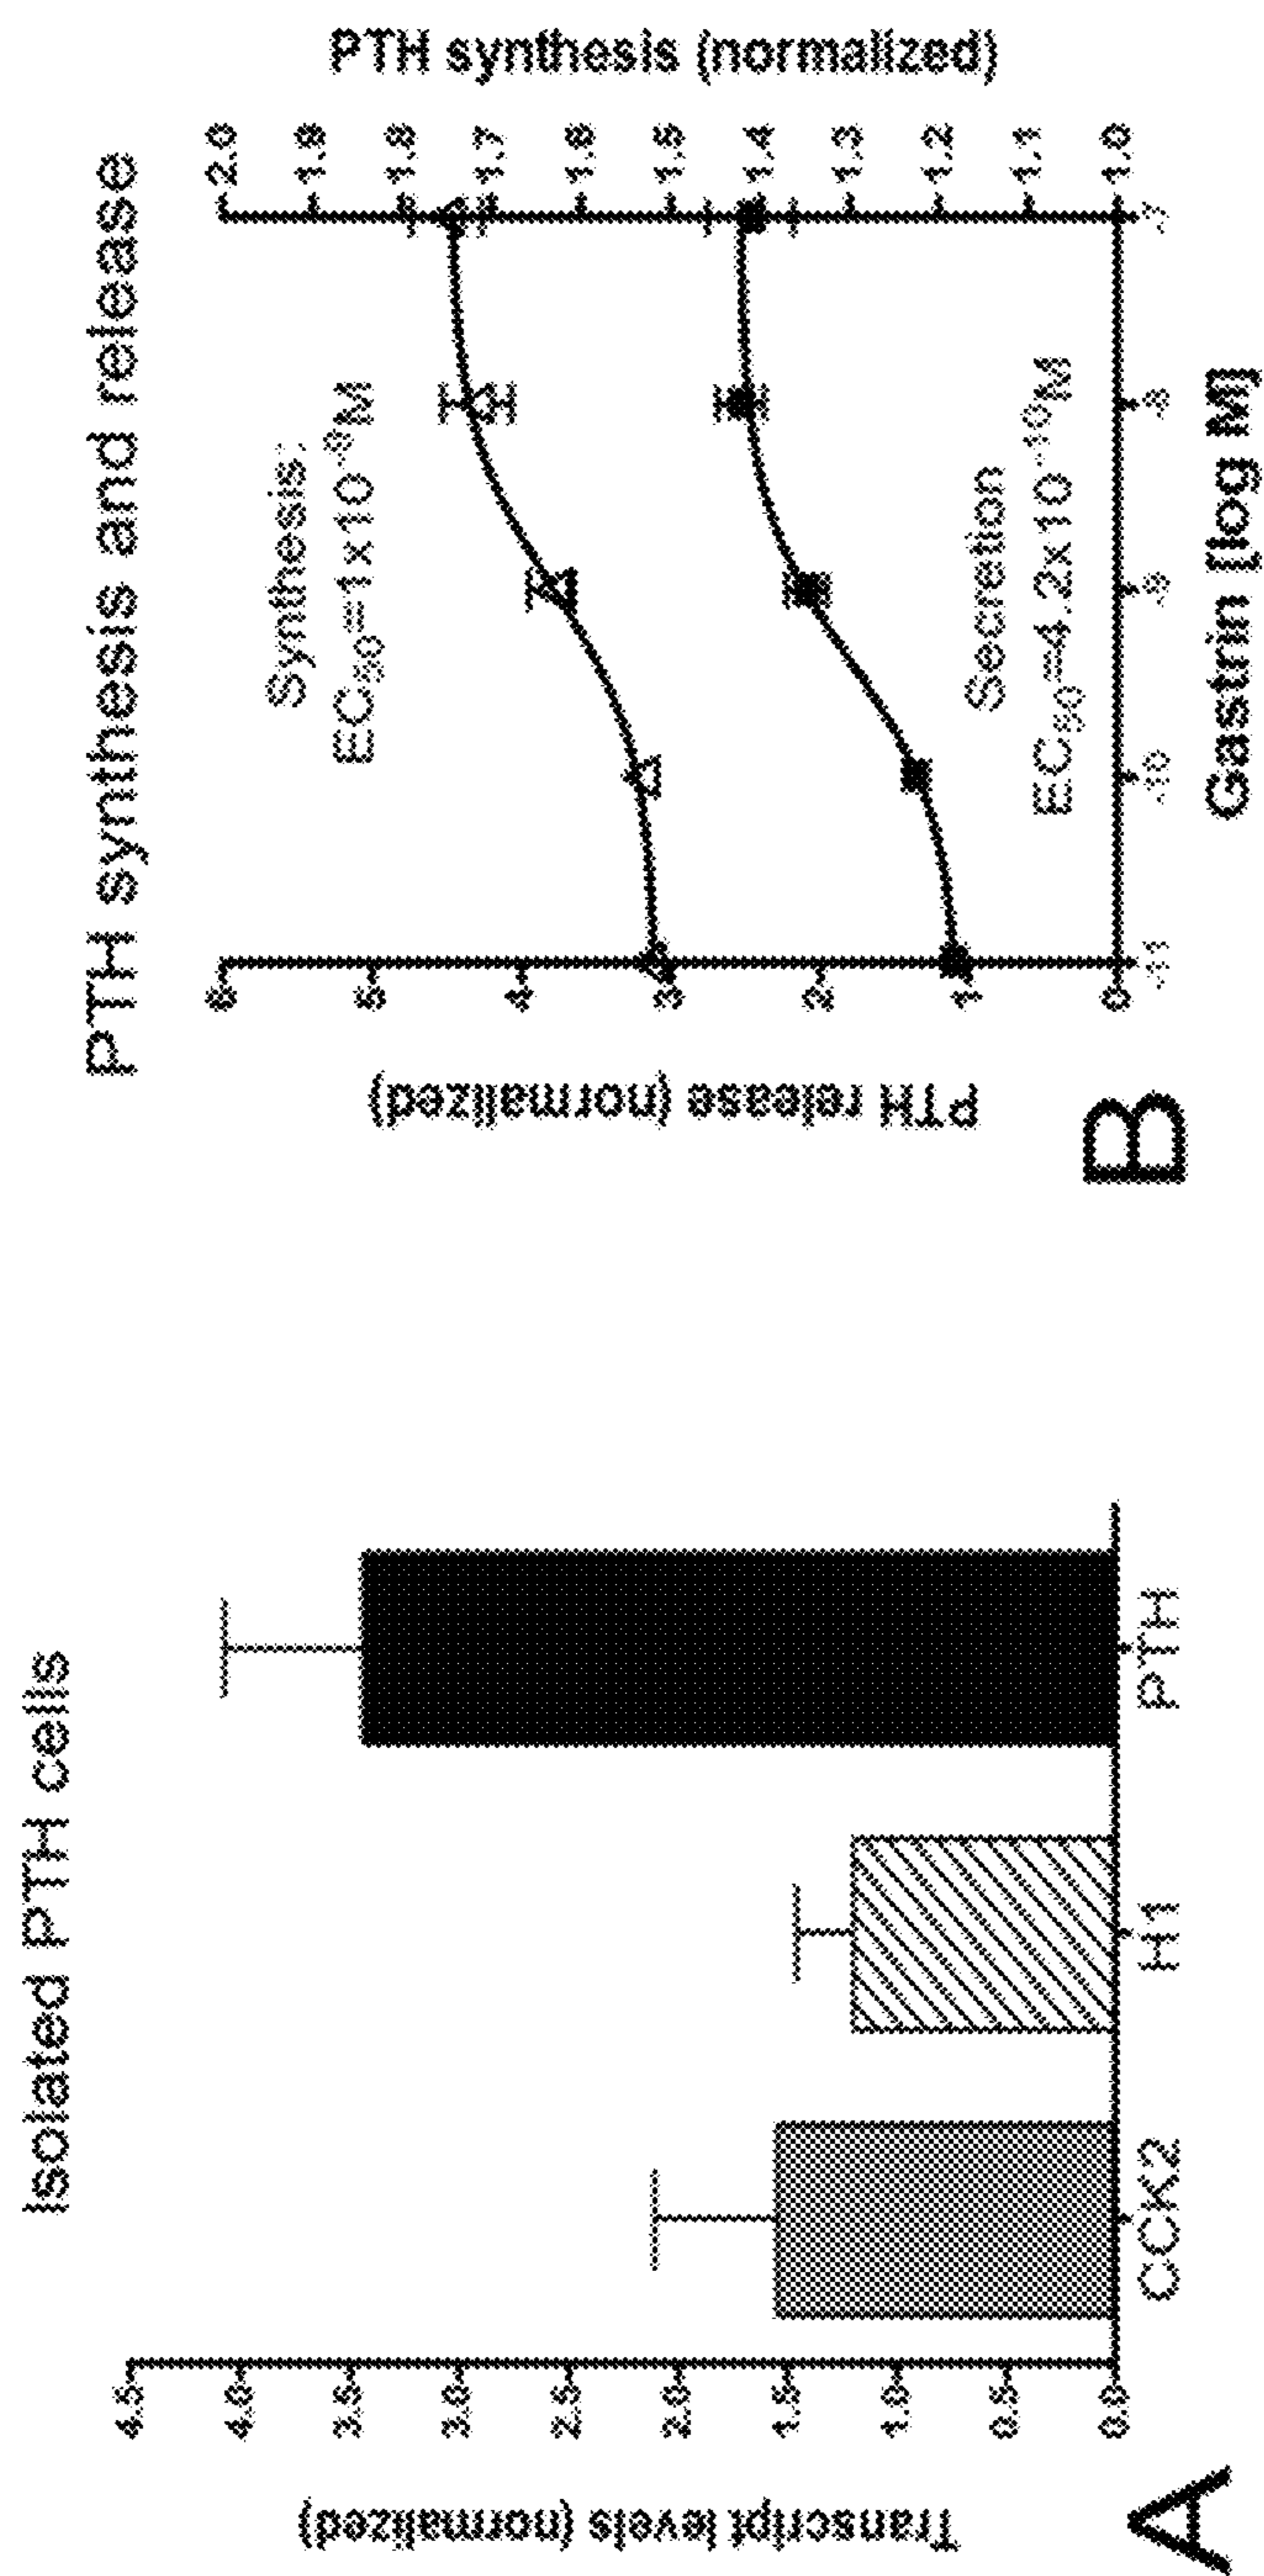 Isolated PTH cells
Transcript levels (normalized)
4.5
4.0
3.5
3.0
2.5
2.0
1.5
1.0
0.5
0.0
CCK2
H1
PTH
A
PTH synthesis and release
PTH release (normalized)
6
5
4
3
2
1
0
Synthesis:
EC₅₀=1x10⁻⁹M
Secretion
EC₅₀=4.2x10⁻¹⁰M
PTH synthesis (normalized)
2.0
1.9
1.8
1.7
1.6
1.5
1.4
1.3
1.2
1.1
1.0
-11
-10
-9
-8
-7
Gastrin [log M]
B